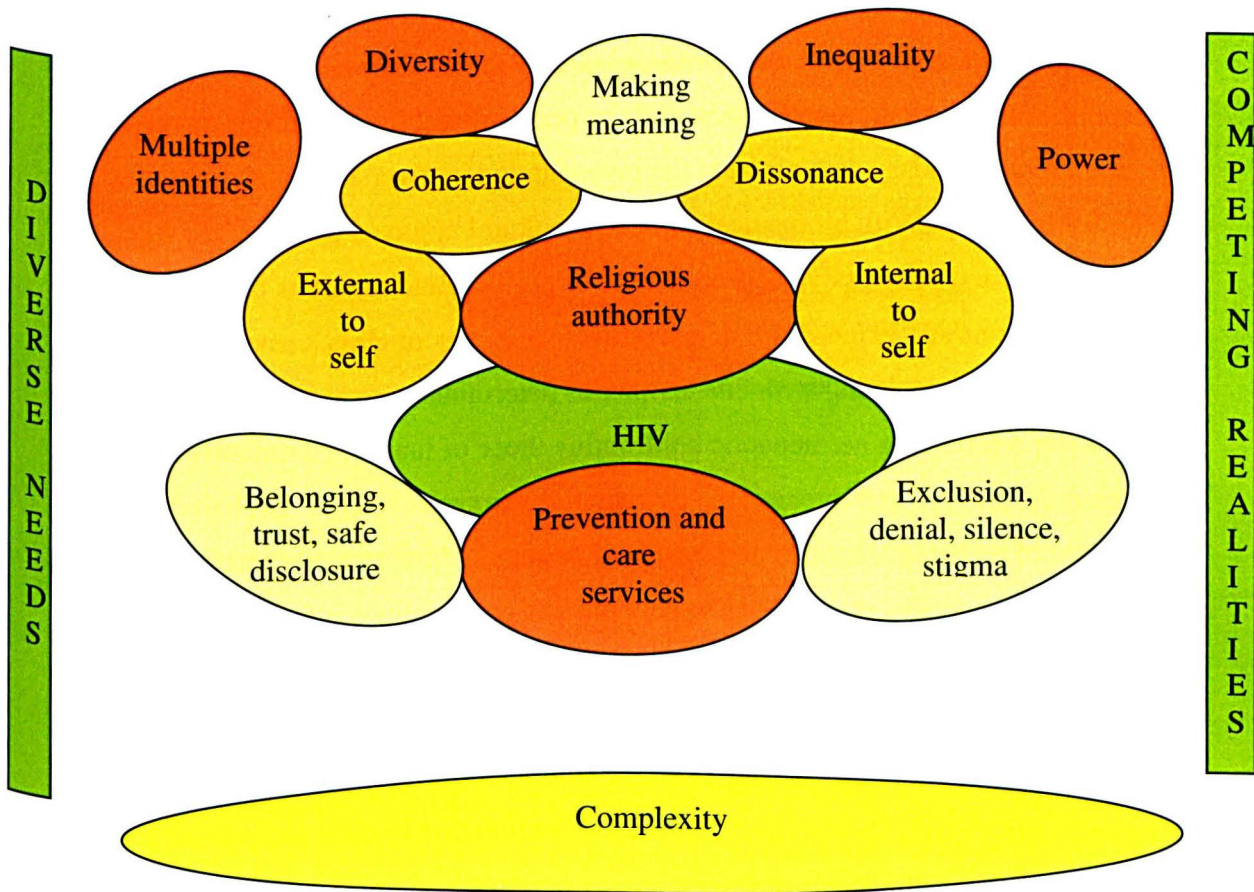 Diversity
Making
meaning
Inequality
Multiple
identities
Coherence
Dissonance
Power
External
to
self
Religious
authority
Internal
to
self
HIV
Belonging,
trust, safe
disclosure
Prevention and
care
services
Exclusion,
denial, silence,
stigma
Complexity
DIVERSE NEEDS
COMPETING REALITIES